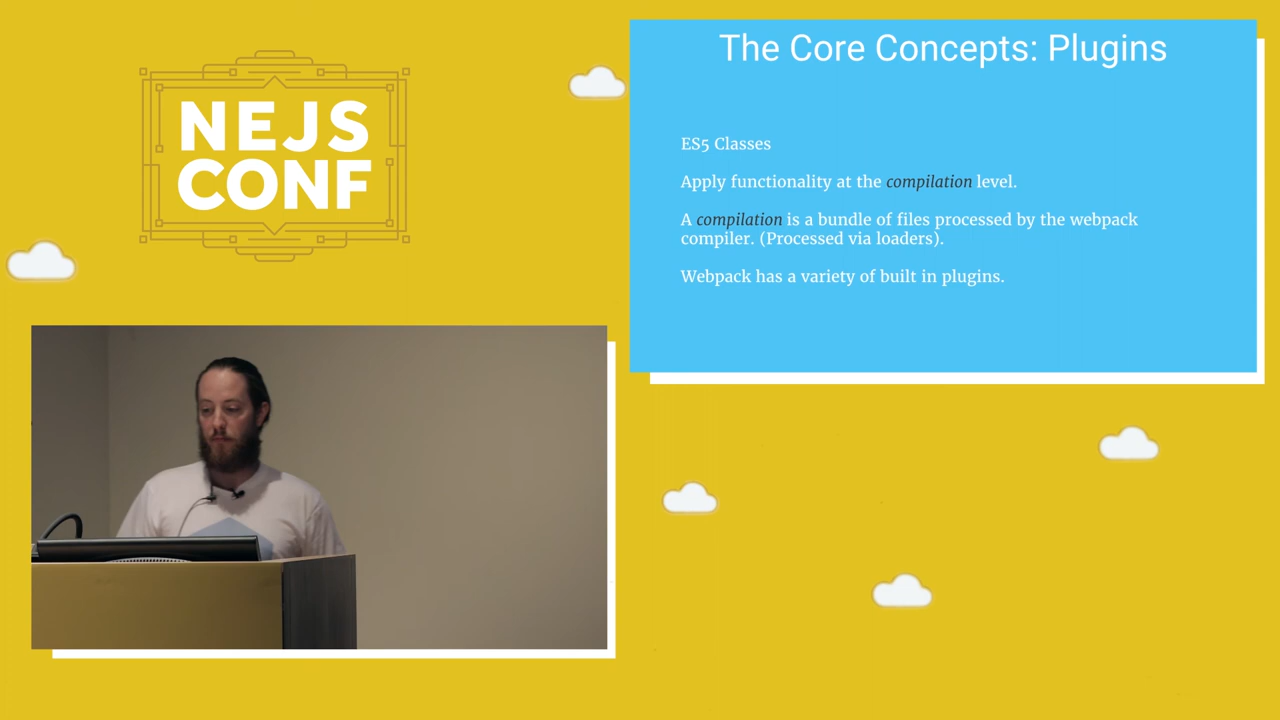 NEJS
CONF
The Core Concepts: Plugins
ES5 Classes
Apply functionality at the compilation level.
A compilation is a bundle of files processed by the webpack
compiler. (Processed via loaders).
Webpack has a variety of built in plugins.